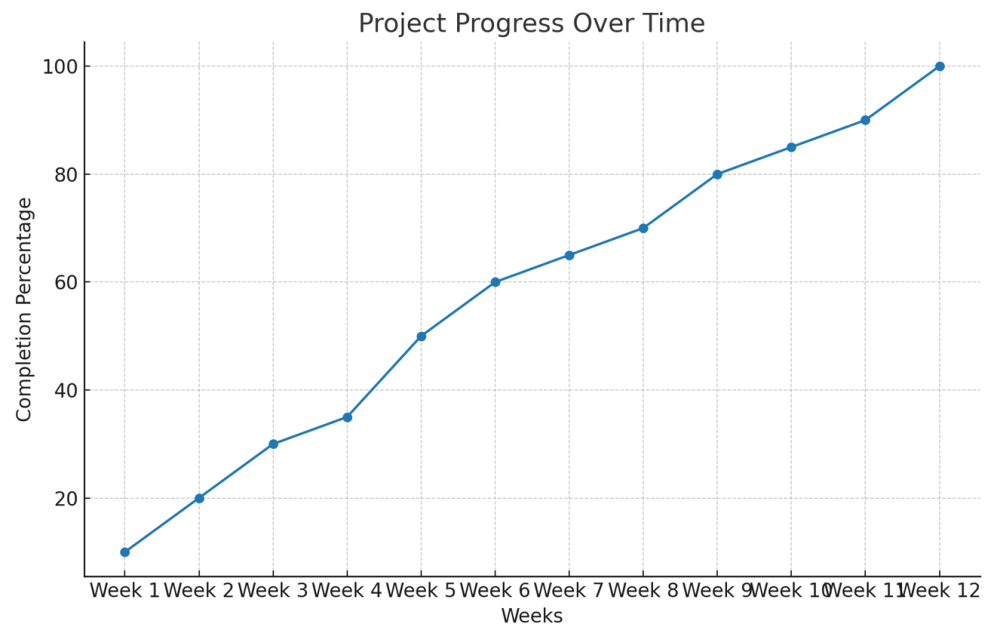 Project Progress Over Time
Completion Percentage
100
80
60
40
20
Week 1 Week 2 Week 3 Week 4 Week 5 Week 6 Week 7 Week 8 Week 9 Week 10 Week 11 Week 12
Weeks